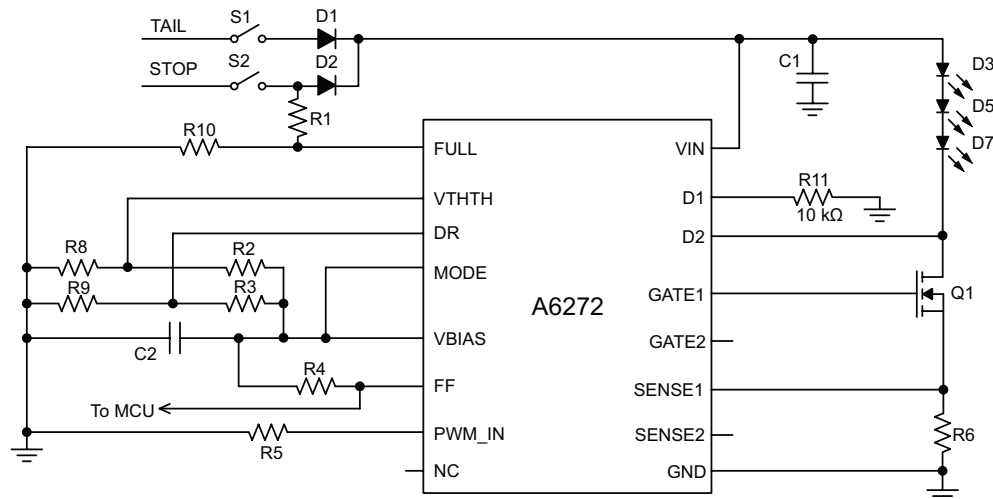 TAIL
S1
D1
STOP
S2
D2
R1
C1
D3
D5
D7
R10
FULL
VIN
VTHTH
D1
R11
10 kΩ
DR
D2
R8
R2
MODE
R9
R3
GATE1
Q1
A6272
C2
VBIAS
GATE2
R4
FF
SENSE1
To MCU
R5
PWM_IN
SENSE2
R6
NC
GND